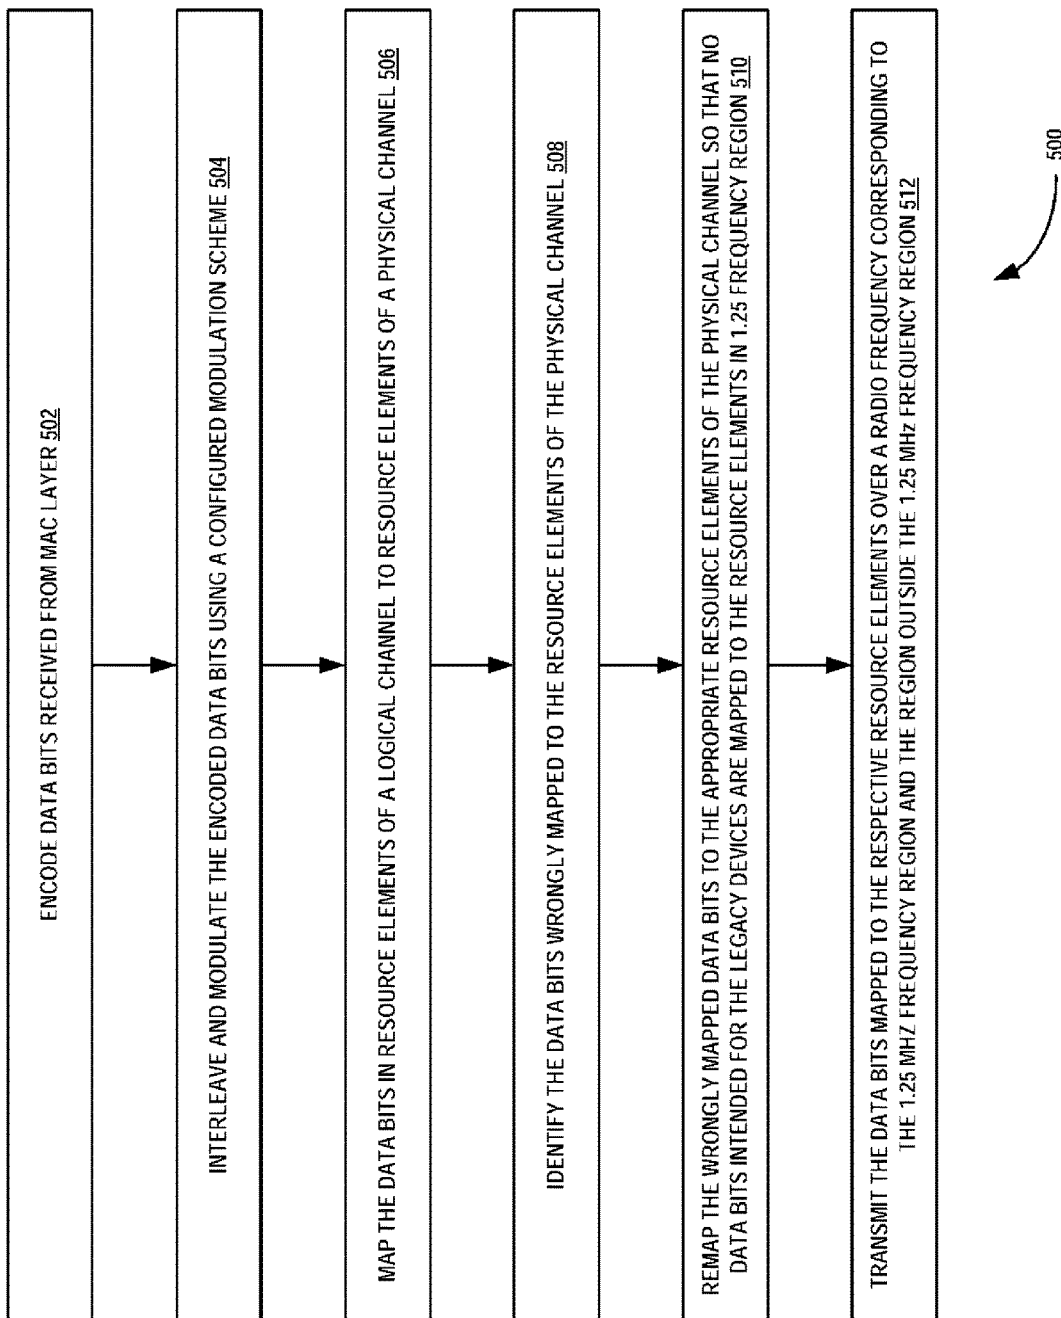 ENCODE DATA BITS RECEIVED FROM MAC LAYER 502
INTERLEAVE AND MODULATE THE ENCODED DATA BITS USING A CONFIGURED MODULATION SCHEME 504
MAP THE DATA BITS IN RESOURCE ELEMENTS OF A LOGICAL CHANNEL TO RESOURCE ELEMENTS OF A PHYSICAL CHANNEL 506
IDENTIFY THE DATA BITS WRONGLY MAPPED TO THE RESOURCE ELEMENTS OF THE PHYSICAL CHANNEL 508
REMAP THE WRONGLY MAPPED DATA BITS TO THE APPROPRIATE RESOURCE ELEMENTS OF THE PHYSICAL CHANNEL SO THAT NO
DATA BITS INTENDED FOR THE LEGACY DEVICES ARE MAPPED TO THE RESOURCE ELEMENTS IN 1.25 FREQUENCY REGION 510
TRANSMIT THE DATA BITS MAPPED TO THE RESPECTIVE RESOURCE ELEMENTS OVER A RADIO FREQUENCY CORRESPONDING TO
THE 1.25 MHZ FREQUENCY REGION AND THE REGION OUTSIDE THE 1.25 MHz FREQUENCY REGION 512
500